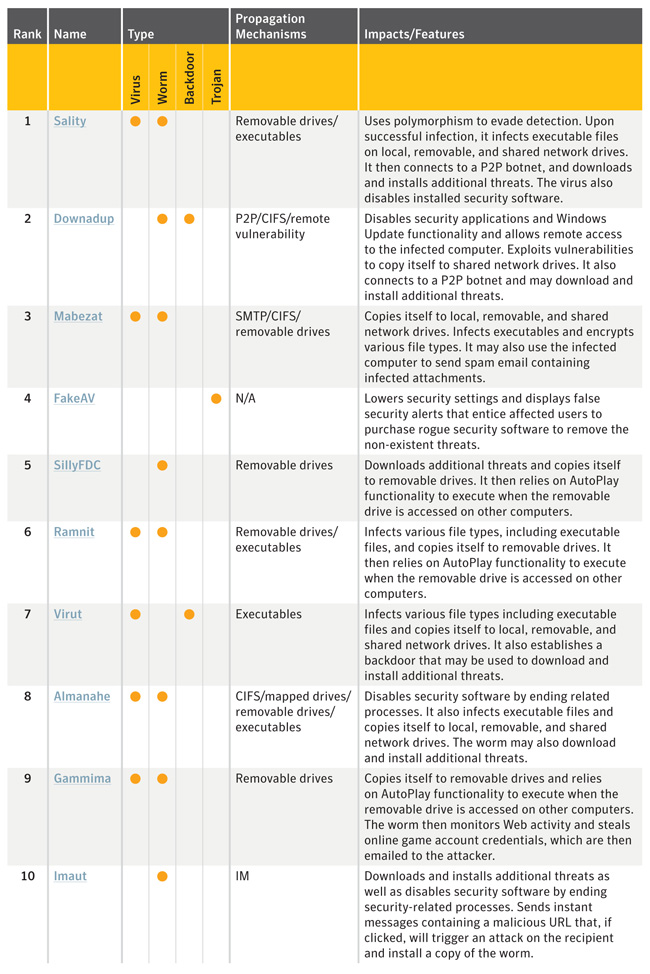 Rank Name Type Propagation Mechanisms Impacts/Features
Virus Worm Backdoor Trojan
1 Sality Removable drives/ Uses polymorphism to evade detection. Upon
executables successful infection, it infects executable files
on local, removable, and shared network drives.
It then connects to a P2P botnet, and downloads
and installs additional threats. The virus also
disables installed security software.
2 Downadup P2P/CIFS/remote Disables security applications and Windows
vulnerability Update functionality and allows remote access
to the infected computer. Exploits vulnerabilities
to copy itself to shared network drives. It also
connects to a P2P botnet and may download and
install additional threats.
3 Mabezat SMTP/CIFS/ Copies itself to local, removable, and shared
removable drives network drives. Infects executables and encrypts
various file types. It may also use the infected
computer to send spam email containing
infected attachments.
4 FakeAV N/A Lowers security settings and displays false
security alerts that entice affected users to
purchase rogue security software to remove the
non-existent threats.
5 SillyFDC Removable drives Downloads additional threats and copies itself
to removable drives. It then relies on AutoPlay
functionality to execute when the removable
drive is accessed on other computers.
6 Ramnit Removable drives/ Infects various file types, including executable
executables files, and copies itself to removable drives. It
then relies on AutoPlay functionality to execute
when the removable drive is accessed on other
computers.
7 Virut Executables Infects various file types including executable
files and copies itself to local, removable, and
shared network drives. It also establishes a
backdoor that may be used to download and
install additional threats.
8 Almanahe CIFS/mapped drives/ Disables security software by ending related
removable drives/ processes. It also infects executable files and
executables copies itself to local, removable, and shared
network drives. The worm may also download
and install additional threats.
9 Gammima Removable drives Copies itself to removable drives and relies
on AutoPlay functionality to execute when the
removable drive is accessed on other computers.
The worm then monitors Web activity and steals
online game account credentials, which are then
emailed to the attacker.
10 Imaut IM Downloads and installs additional threats as
well as disables security software by ending
security-related processes. Sends instant
messages containing a malicious URL that, if
clicked, will trigger an attack on the recipient
and install a copy of the worm.